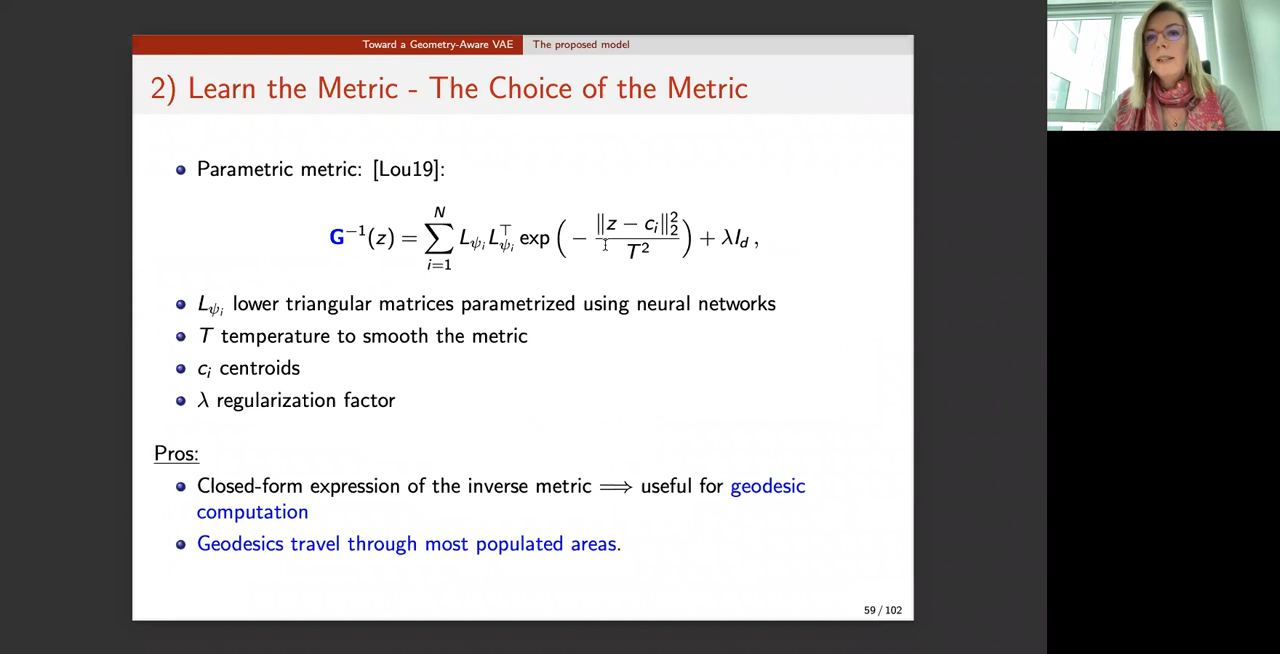 Toward a Geometry-Aware VAE The proposed model
2) Learn the Metric - The Choice of the Metric
Parametric metric: [Lou19]:
G⁻¹(z) = ∑_{i=1}^{N} L_{ψ_i} L_{ψ_i}^⊤ exp ( − ‖z − c_i‖₂² / T² ) + λI_d ,
L_{ψ_i} lower triangular matrices parametrized using neural networks
T temperature to smooth the metric
c_i centroids
λ regularization factor
Pros:
Closed-form expression of the inverse metric ⟹ useful for geodesic
computation
Geodesics travel through most populated areas.
59 / 102